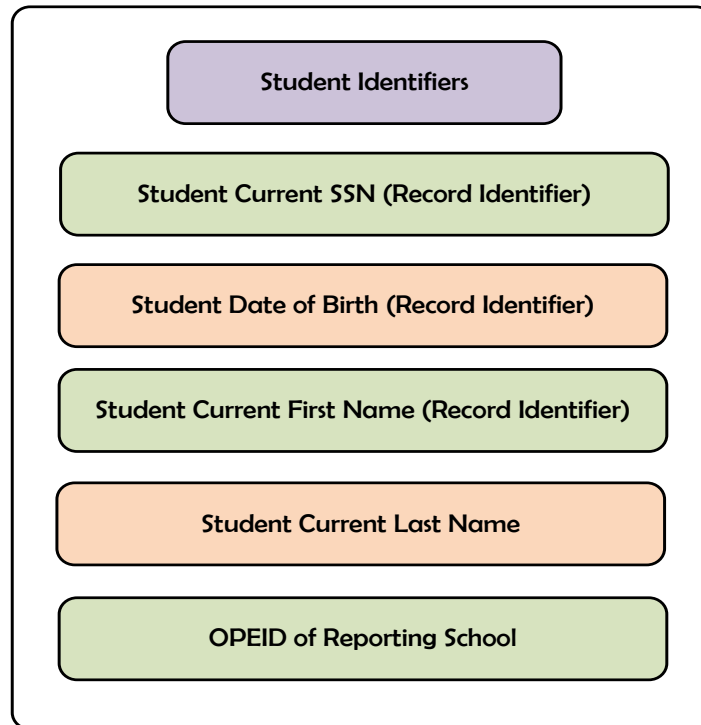 Student Identifiers
Student Current SSN (Record Identifier)
Student Date of Birth (Record Identifier)
Student Current First Name (Record Identifier)
Student Current Last Name
OPEID of Reporting School